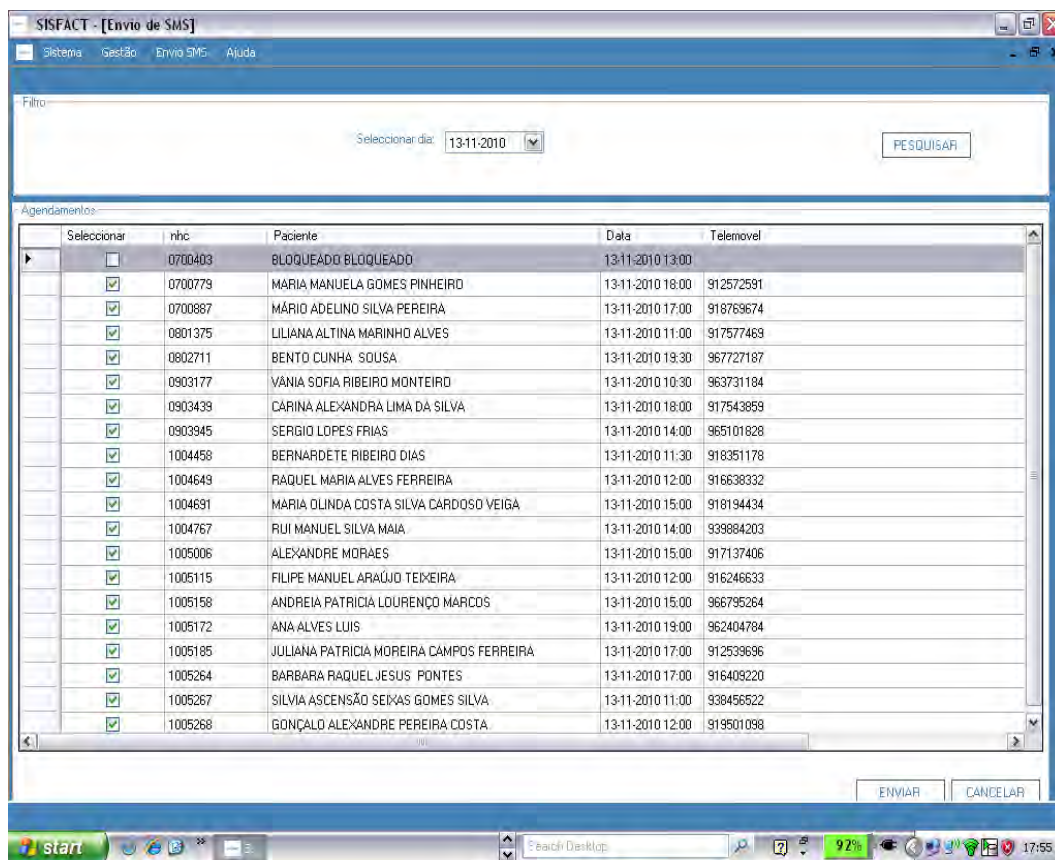 SISFACT - [Envio de SMS]
Sistema Gestão Envio SMS Ajuda
Filtro
Seleccionar dia: 13-11-2010 PESQUISAR
Agendamentos
Seleccionar nhc Paciente Data Telemovel
0700403 BLOQUEADO BLOQUEADO 13-11-2010 13:00
0700779 MARIA MANUELA GOMES PINHEIRO 13-11-2010 18:00 912572591
0700887 MÁRIO ADELINO SILVA PEREIRA 13-11-2010 17:00 918769674
0801375 LILIANA ALTINA MARINHO ALVES 13-11-2010 11:00 917577469
0802711 BENTO CUNHA SOUSA 13-11-2010 19:30 967727187
0903177 VÂNIA SOFIA RIBEIRO MONTEIRO 13-11-2010 10:30 963731184
0903439 CARINA ALEXANDRA LIMA DA SILVA 13-11-2010 18:00 917543859
0903945 SERGIO LOPES FRIAS 13-11-2010 14:00 965101828
1004458 BERNARDETE RIBEIRO DIAS 13-11-2010 11:30 918351178
1004649 RAQUEL MARIA ALVES FERREIRA 13-11-2010 12:00 916638332
1004691 MARIA OLINDA COSTA SILVA CARDOSO VEIGA 13-11-2010 15:00 918194434
1004767 RUI MANUEL SILVA MAIA 13-11-2010 14:00 939884203
1005006 ALEXANDRE MORAES 13-11-2010 15:00 917137406
1005115 FILIPE MANUEL ARAÚJO TEIXEIRA 13-11-2010 12:00 916246633
1005158 ANDREIA PATRICIA LOURENÇO MARCOS 13-11-2010 15:00 966795264
1005172 ANA ALVES LUIS 13-11-2010 19:00 962404784
1005185 JULIANA PATRICIA MOREIRA CAMPOS FERREIRA 13-11-2010 17:00 912539696
1005264 BARBARA RAQUEL JESUS PONTES 13-11-2010 17:00 916409220
1005267 SILVIA ASCENSÃO SEIXAS GOMES SILVA 13-11-2010 11:00 938456522
1005268 GONÇALO ALEXANDRE PEREIRA COSTA 13-11-2010 12:00 919501098
ENVIAR CANCELAR
start Search Desktop 92% 17:55